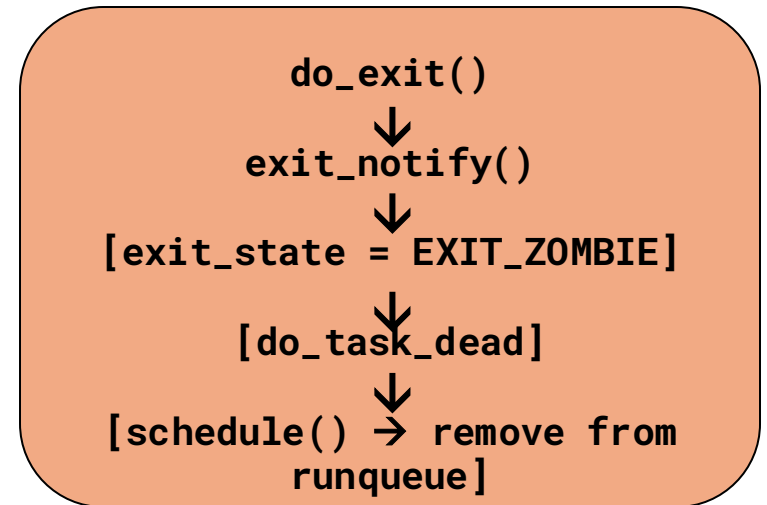 do_exit()
↓
exit_notify()
↓
[exit_state = EXIT_ZOMBIE]
↓
[do_task_dead]
↓
[schedule() → remove from
runqueue]